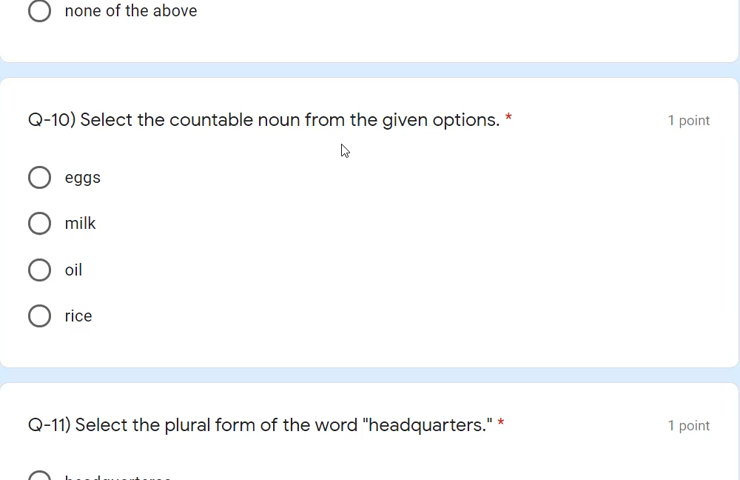 none of the above
Q-10) Select the countable noun from the given options. *
1 point
eggs
milk
oil
rice
Q-11) Select the plural form of the word "headquarters." *
1 point